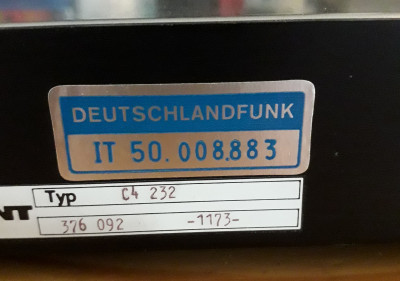 DEUTSCHLANDFUNK
IT 50.008.883
Typ C4 232
376 092 -1173-